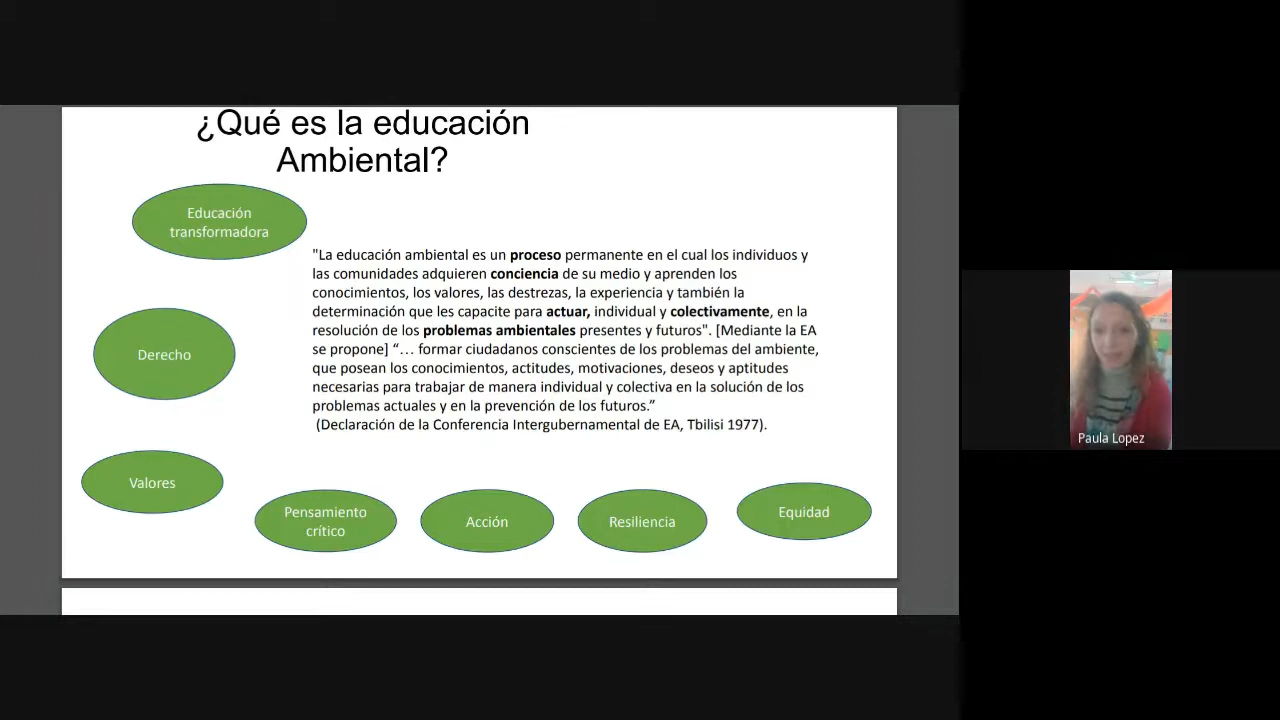 ¿Qué es la educación
Ambiental?
Educación
transformadora
"La educación ambiental es un proceso permanente en el cual los individuos y
las comunidades adquieren conciencia de su medio y aprenden los
conocimientos, los valores, las destrezas, la experiencia y también la
determinación que les capacite para actuar, individual y colectivamente, en la
resolución de los problemas ambientales presentes y futuros". [Mediante la EA
se propone] “… formar ciudadanos conscientes de los problemas del ambiente,
que posean los conocimientos, actitudes, motivaciones, deseos y aptitudes
necesarias para trabajar de manera individual y colectiva en la solución de los
problemas actuales y en la prevención de los futuros.”
(Declaración de la Conferencia Intergubernamental de EA, Tbilisi 1977).
Derecho
Valores
Pensamiento
crítico
Acción
Resiliencia
Equidad
Paula Lopez